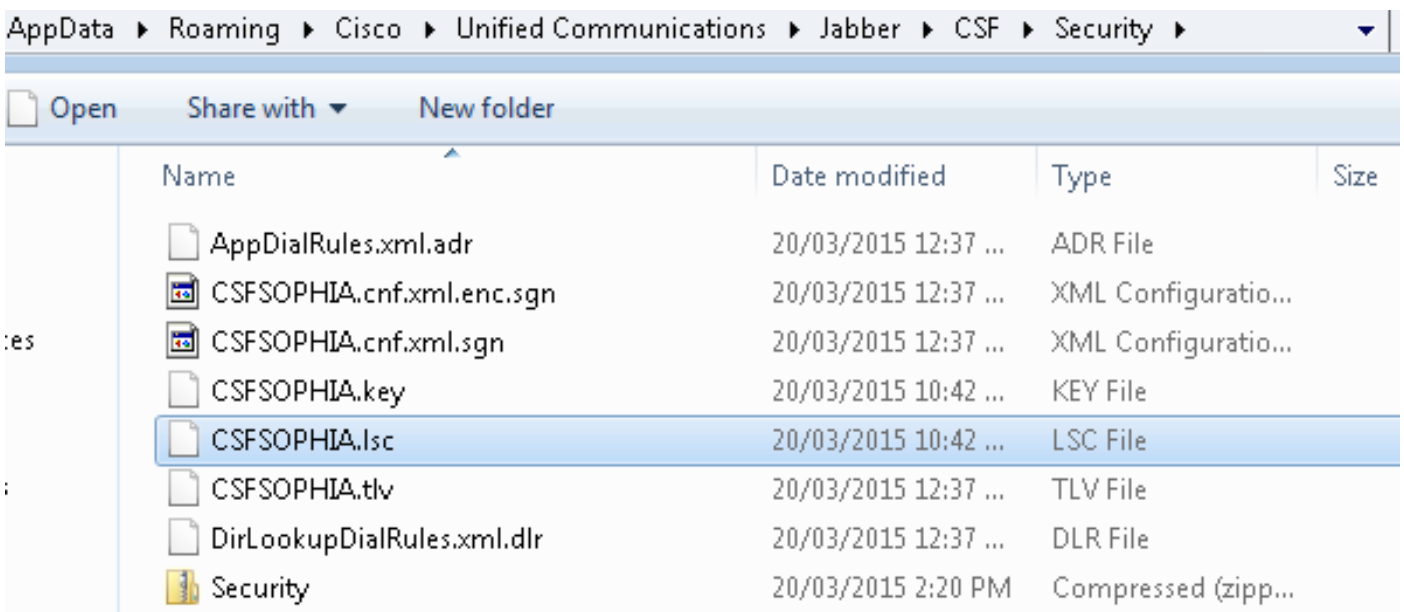 AppData ▸ Roaming ▸ Cisco ▸ Unified Communications ▸ Jabber ▸ CSF ▸ Security ▸
Open Share with New folder
Name Date modified Type Size
AppDialRules.xml.adr 20/03/2015 12:37 ... ADR File
CSFSOPHIA.cnf.xml.enc.sgn 20/03/2015 12:37 ... XML Configuratio...
:es CSFSOPHIA.cnf.xml.sgn 20/03/2015 12:37 ... XML Configuratio...
CSFSOPHIA.key 20/03/2015 10:42 ... KEY File
CSFSOPHIA.lsc 20/03/2015 10:42 ... LSC File
CSFSOPHIA.tlv 20/03/2015 12:37 ... TLV File
DirLookupDialRules.xml.dlr 20/03/2015 12:37 ... DLR File
Security 20/03/2015 2:20 PM Compressed (zipp...